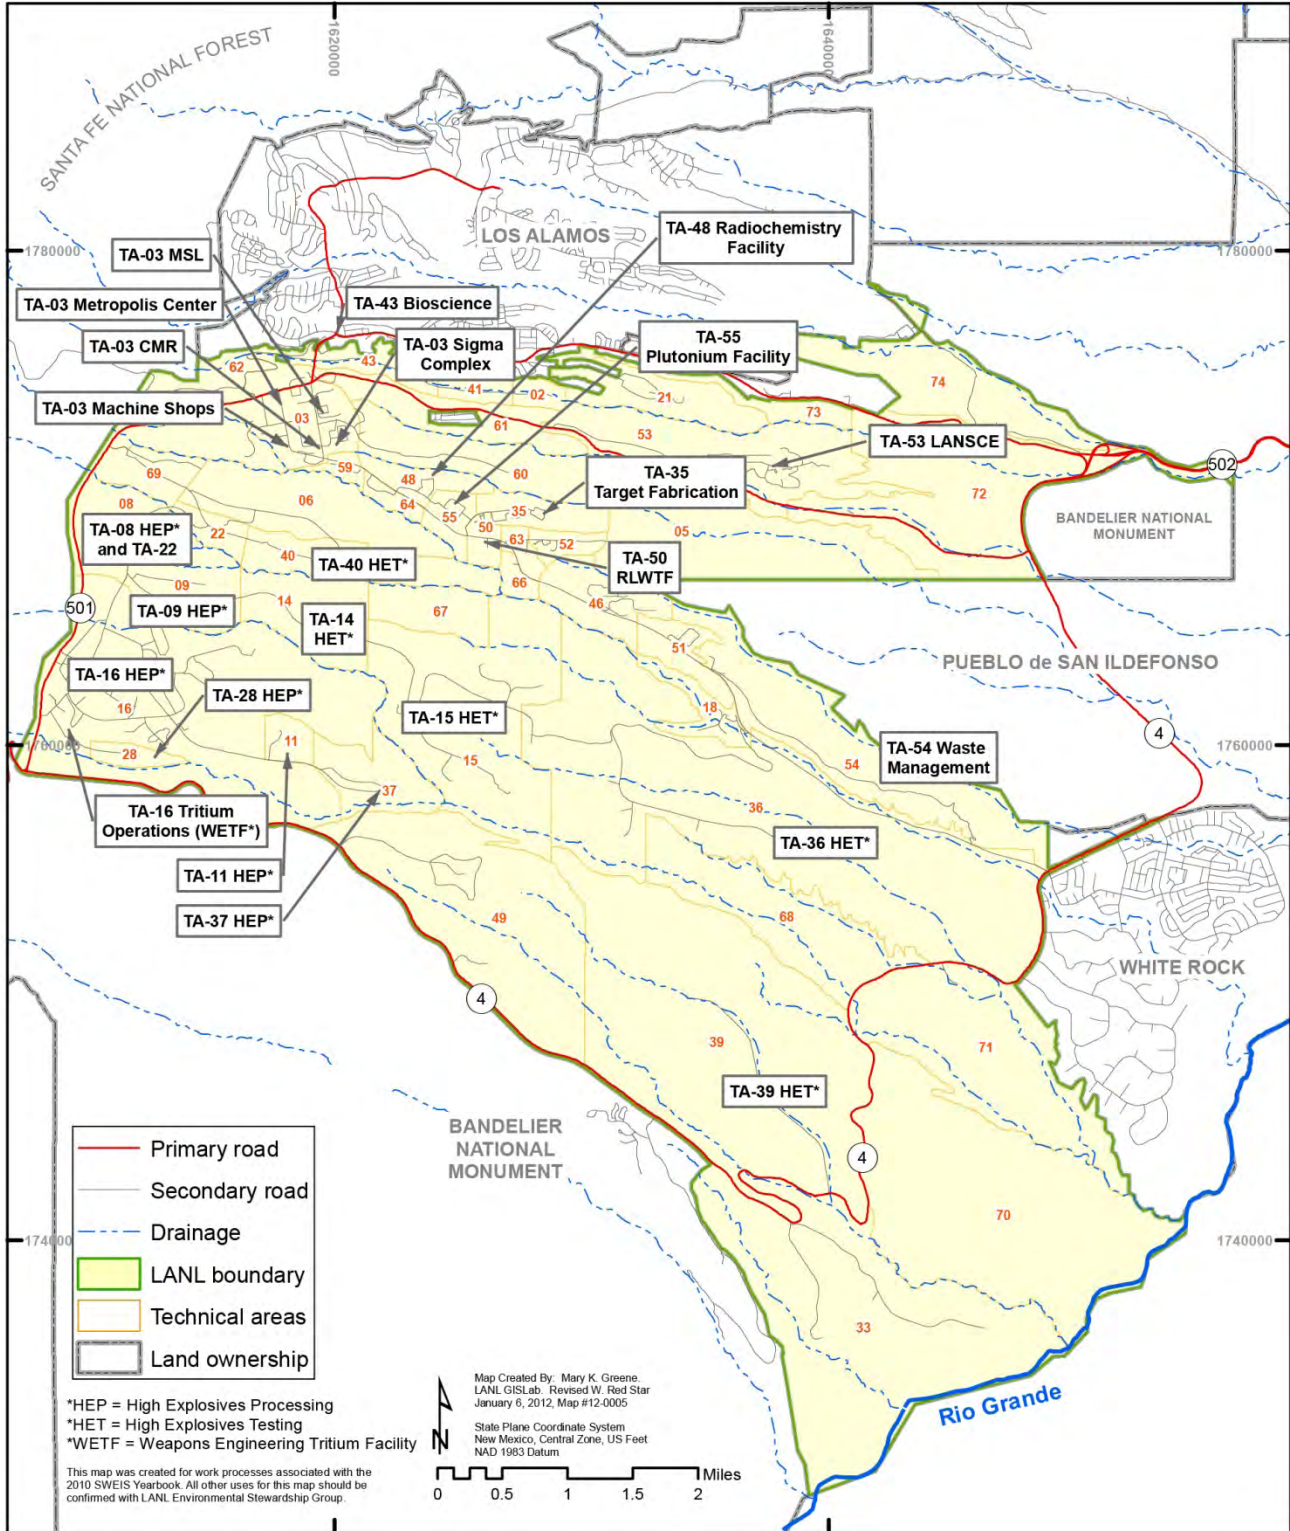 1620000
1640000
SANTA FE NATIONAL FOREST
LOS ALAMOS
TA-48 Radiochemistry
Facility
1780000
1780000
TA-03 MSL
TA-03 Metropolis Center
TA-43 Bioscience
TA-03 CMR
TA-03 Sigma
Complex
TA-55
Plutonium Facility
TA-03 Machine Shops
62
43
41
02
21
74
73
03
61
53
TA-53 LANSCE
502
59
69
48
60
TA-35
Target Fabrication
72
08
06
64
55
35
BANDELIER NATIONAL
MONUMENT
TA-08 HEP*
and TA-22
22
50
63
52
05
40
TA-40 HET*
TA-50
RLWTF
66
09
501
TA-09 HEP*
14
TA-14
HET*
67
46
51
PUEBLO de SAN ILDEFONSO
TA-16 HEP*
TA-28 HEP*
16
TA-15 HET*
18
4
1760000
28
11
15
54
TA-54 Waste
Management
1760000
37
36
TA-16 Tritium
Operations (WETF*)
TA-36 HET*
TA-11 HEP*
TA-37 HEP*
49
68
WHITE ROCK
4
39
71
TA-39 HET*
BANDELIER
NATIONAL
MONUMENT
4
70
1740000
1740000
33
Rio Grande
Primary road
Secondary road
Drainage
LANL boundary
Technical areas
Land ownership
*HEP = High Explosives Processing
*HET = High Explosives Testing
*WETF = Weapons Engineering Tritium Facility
This map was created for work processes associated with the
2010 SWEIS Yearbook. All other uses for this map should be
confirmed with LANL Environmental Stewardship Group.
N
Map Created By: Mary K. Greene.
LANL GISLab. Revised W. Red Star
January 6, 2012, Map #12-0005
State Plane Coordinate System
New Mexico, Central Zone, US Feet
NAD 1983 Datum
Miles
0 0.5 1 1.5 2